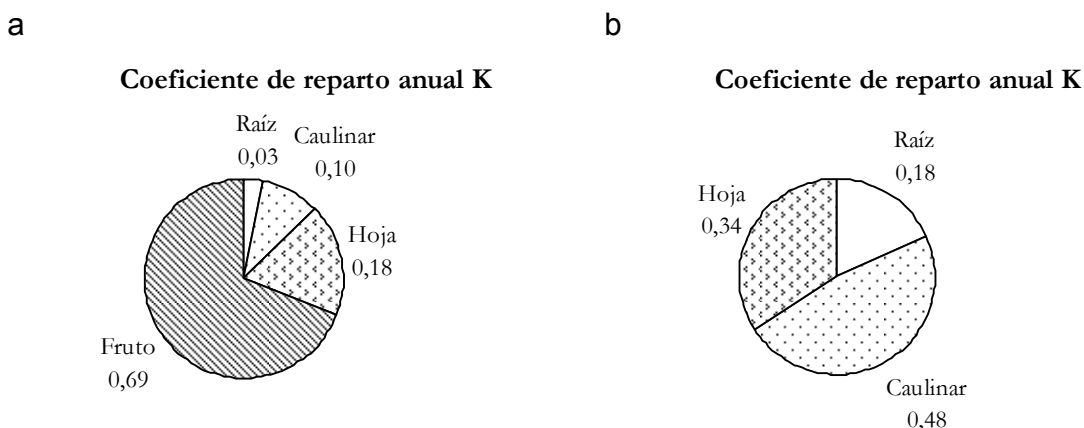 a
Coeficiente de reparto anual K
Raíz
0,03
Caulinar
0,10
Hoja
0,18
Fruto
0,69
b
Coeficiente de reparto anual K
Raíz
0,18
Hoja
0,34
Caulinar
0,48